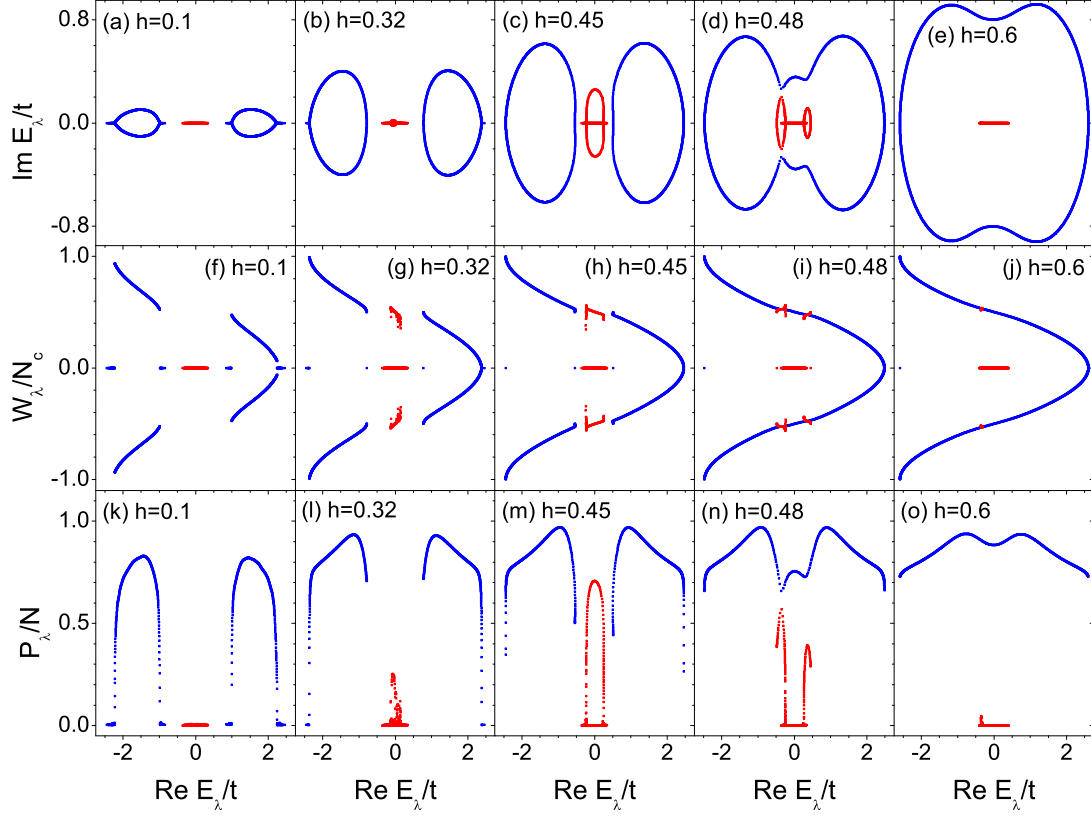 (a) h=0.1 (b) h=0.32 (c) h=0.45 (d) h=0.48 (e) h=0.6
Im E_λ/t
0.8
0.0
-0.8
(f) h=0.1 (g) h=0.32 (h) h=0.45 (i) h=0.48 (j) h=0.6
W_λ/N_c
1.0
0.0
-1.0
(k) h=0.1 (l) h=0.32 (m) h=0.45 (n) h=0.48 (o) h=0.6
P_λ/N
1.0
0.5
0.0
-2 0 2 -2 0 2 -2 0 2 -2 0 2 -2 0 2
Re E_λ/t Re E_λ/t Re E_λ/t Re E_λ/t Re E_λ/t